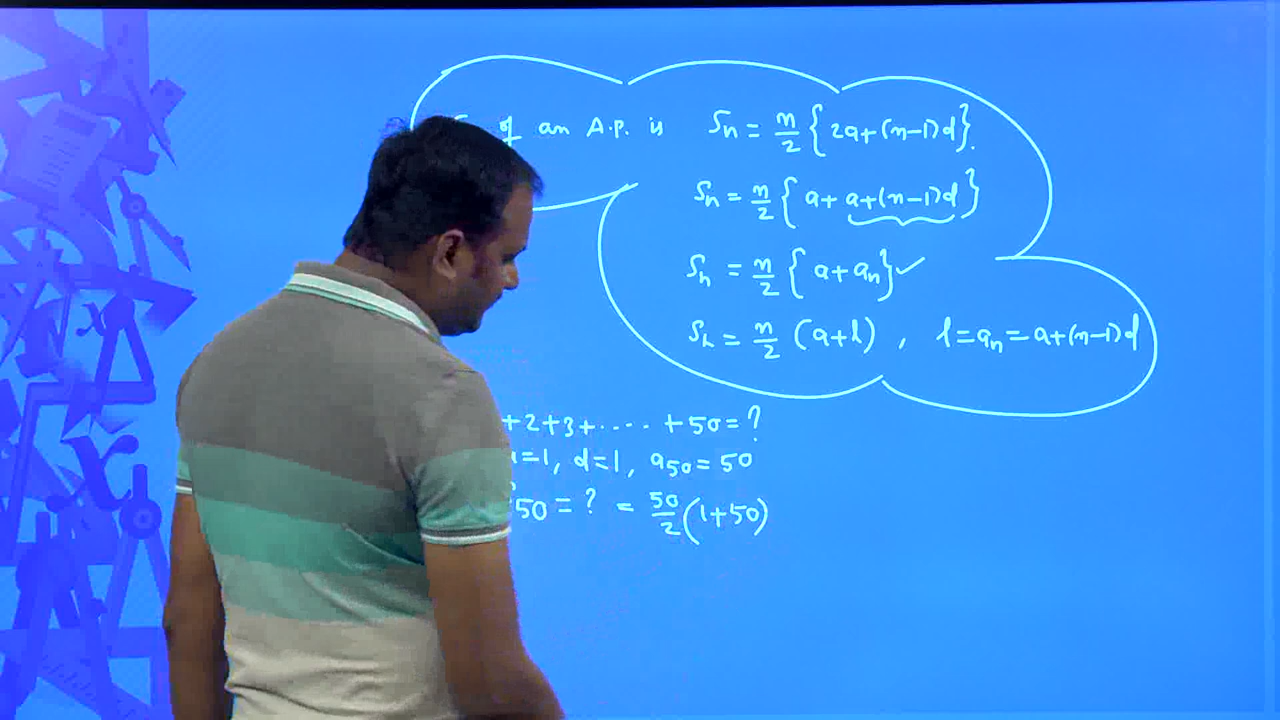 of an A.P. is Sn = n/2 {2a+(n-1)d}.
Sn = n/2 { a + a+(n-1)d }
Sn = n/2 { a + an } ✓
Sn = n/2 (a+l) , l = an = a+(n-1)d
+2+3+.....+50=?
=1, d=1, a50 = 50
50 = ? = 50/2 (1+50)